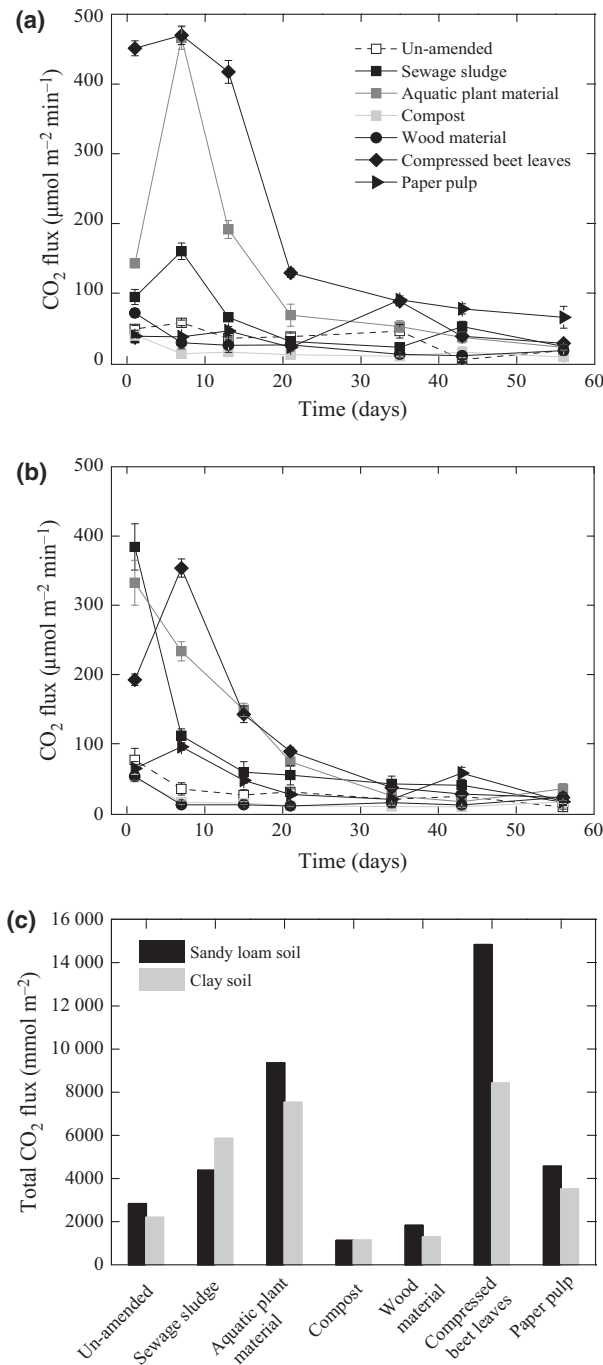 (a)
500
400
300
200
100
0
CO2 flux (μmol m−2 min−1)
Un-amended
Sewage sludge
Aquatic plant material
Compost
Wood material
Compressed beet leaves
Paper pulp
0 10 20 30 40 50 60
Time (days)
(b)
500
400
300
200
100
0
CO2 flux (μmol m−2 min−1)
0 10 20 30 40 50 60
Time (days)
(c)
16 000
14 000
12 000
10 000
8000
6000
4000
2000
0
Total CO2 flux (mmol m−2)
Sandy loam soil
Clay soil
Un-amended
Sewage sludge
Aquatic plant
material
Compost
Wood
material
Compressed
beet leaves
Paper pulp